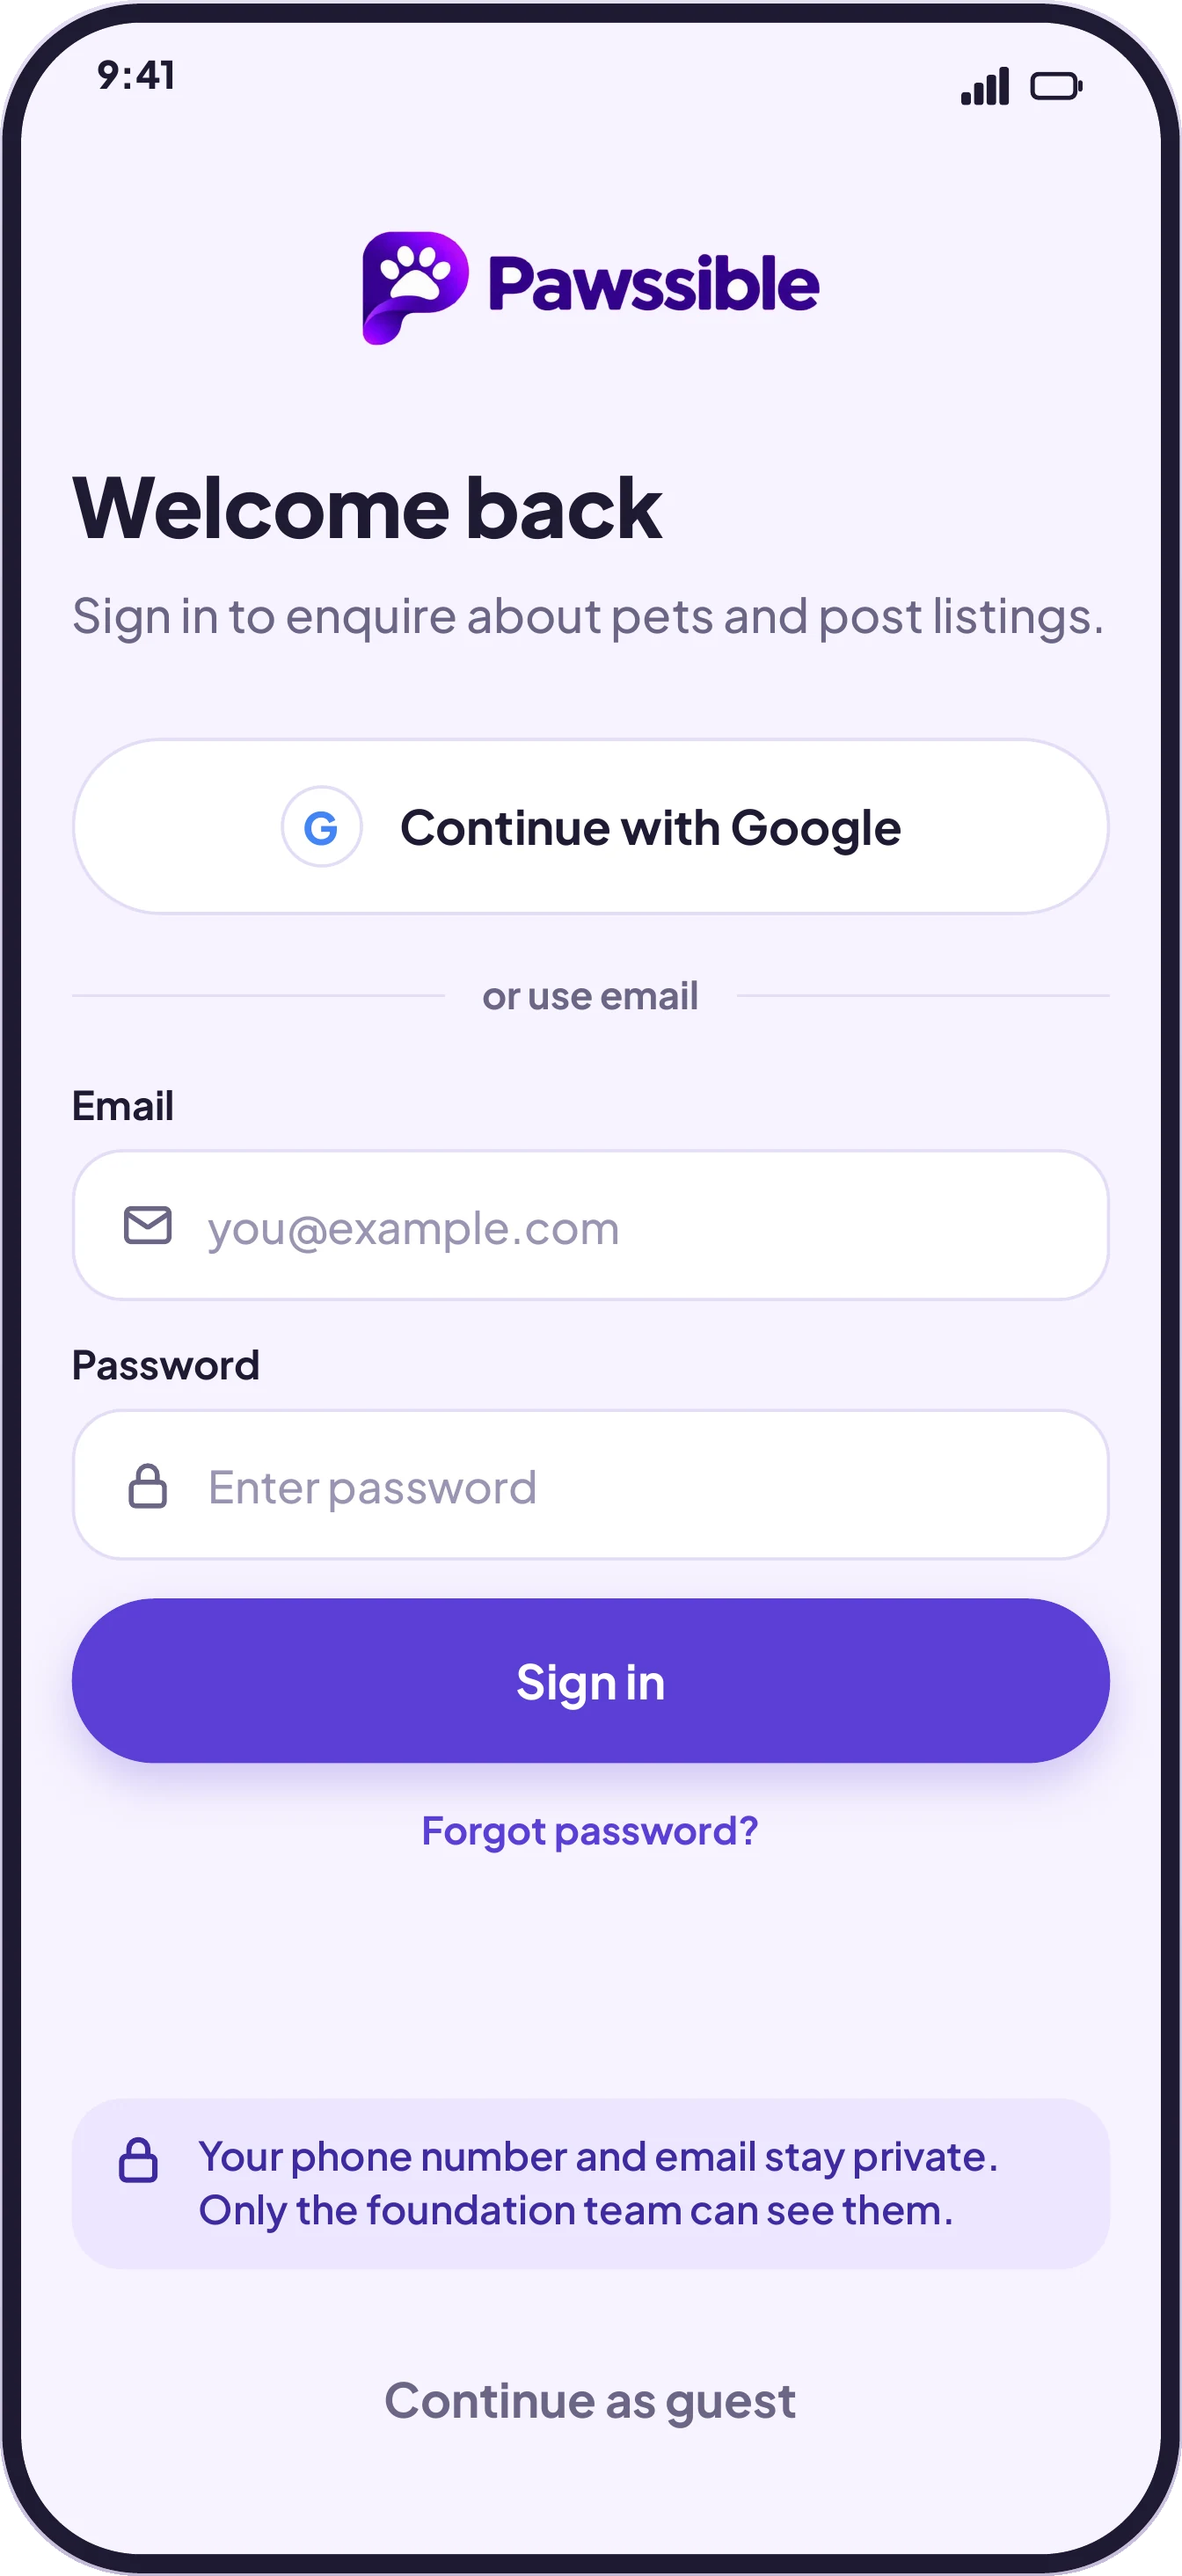 9:41
Pawssible
Welcome back
Sign in to enquire about pets and post listings.
G Continue with Google
or use email
Email
you@example.com
Password
Enter password
Sign in
Forgot password?
Your phone number and email stay private.
Only the foundation team can see them.
Continue as guest